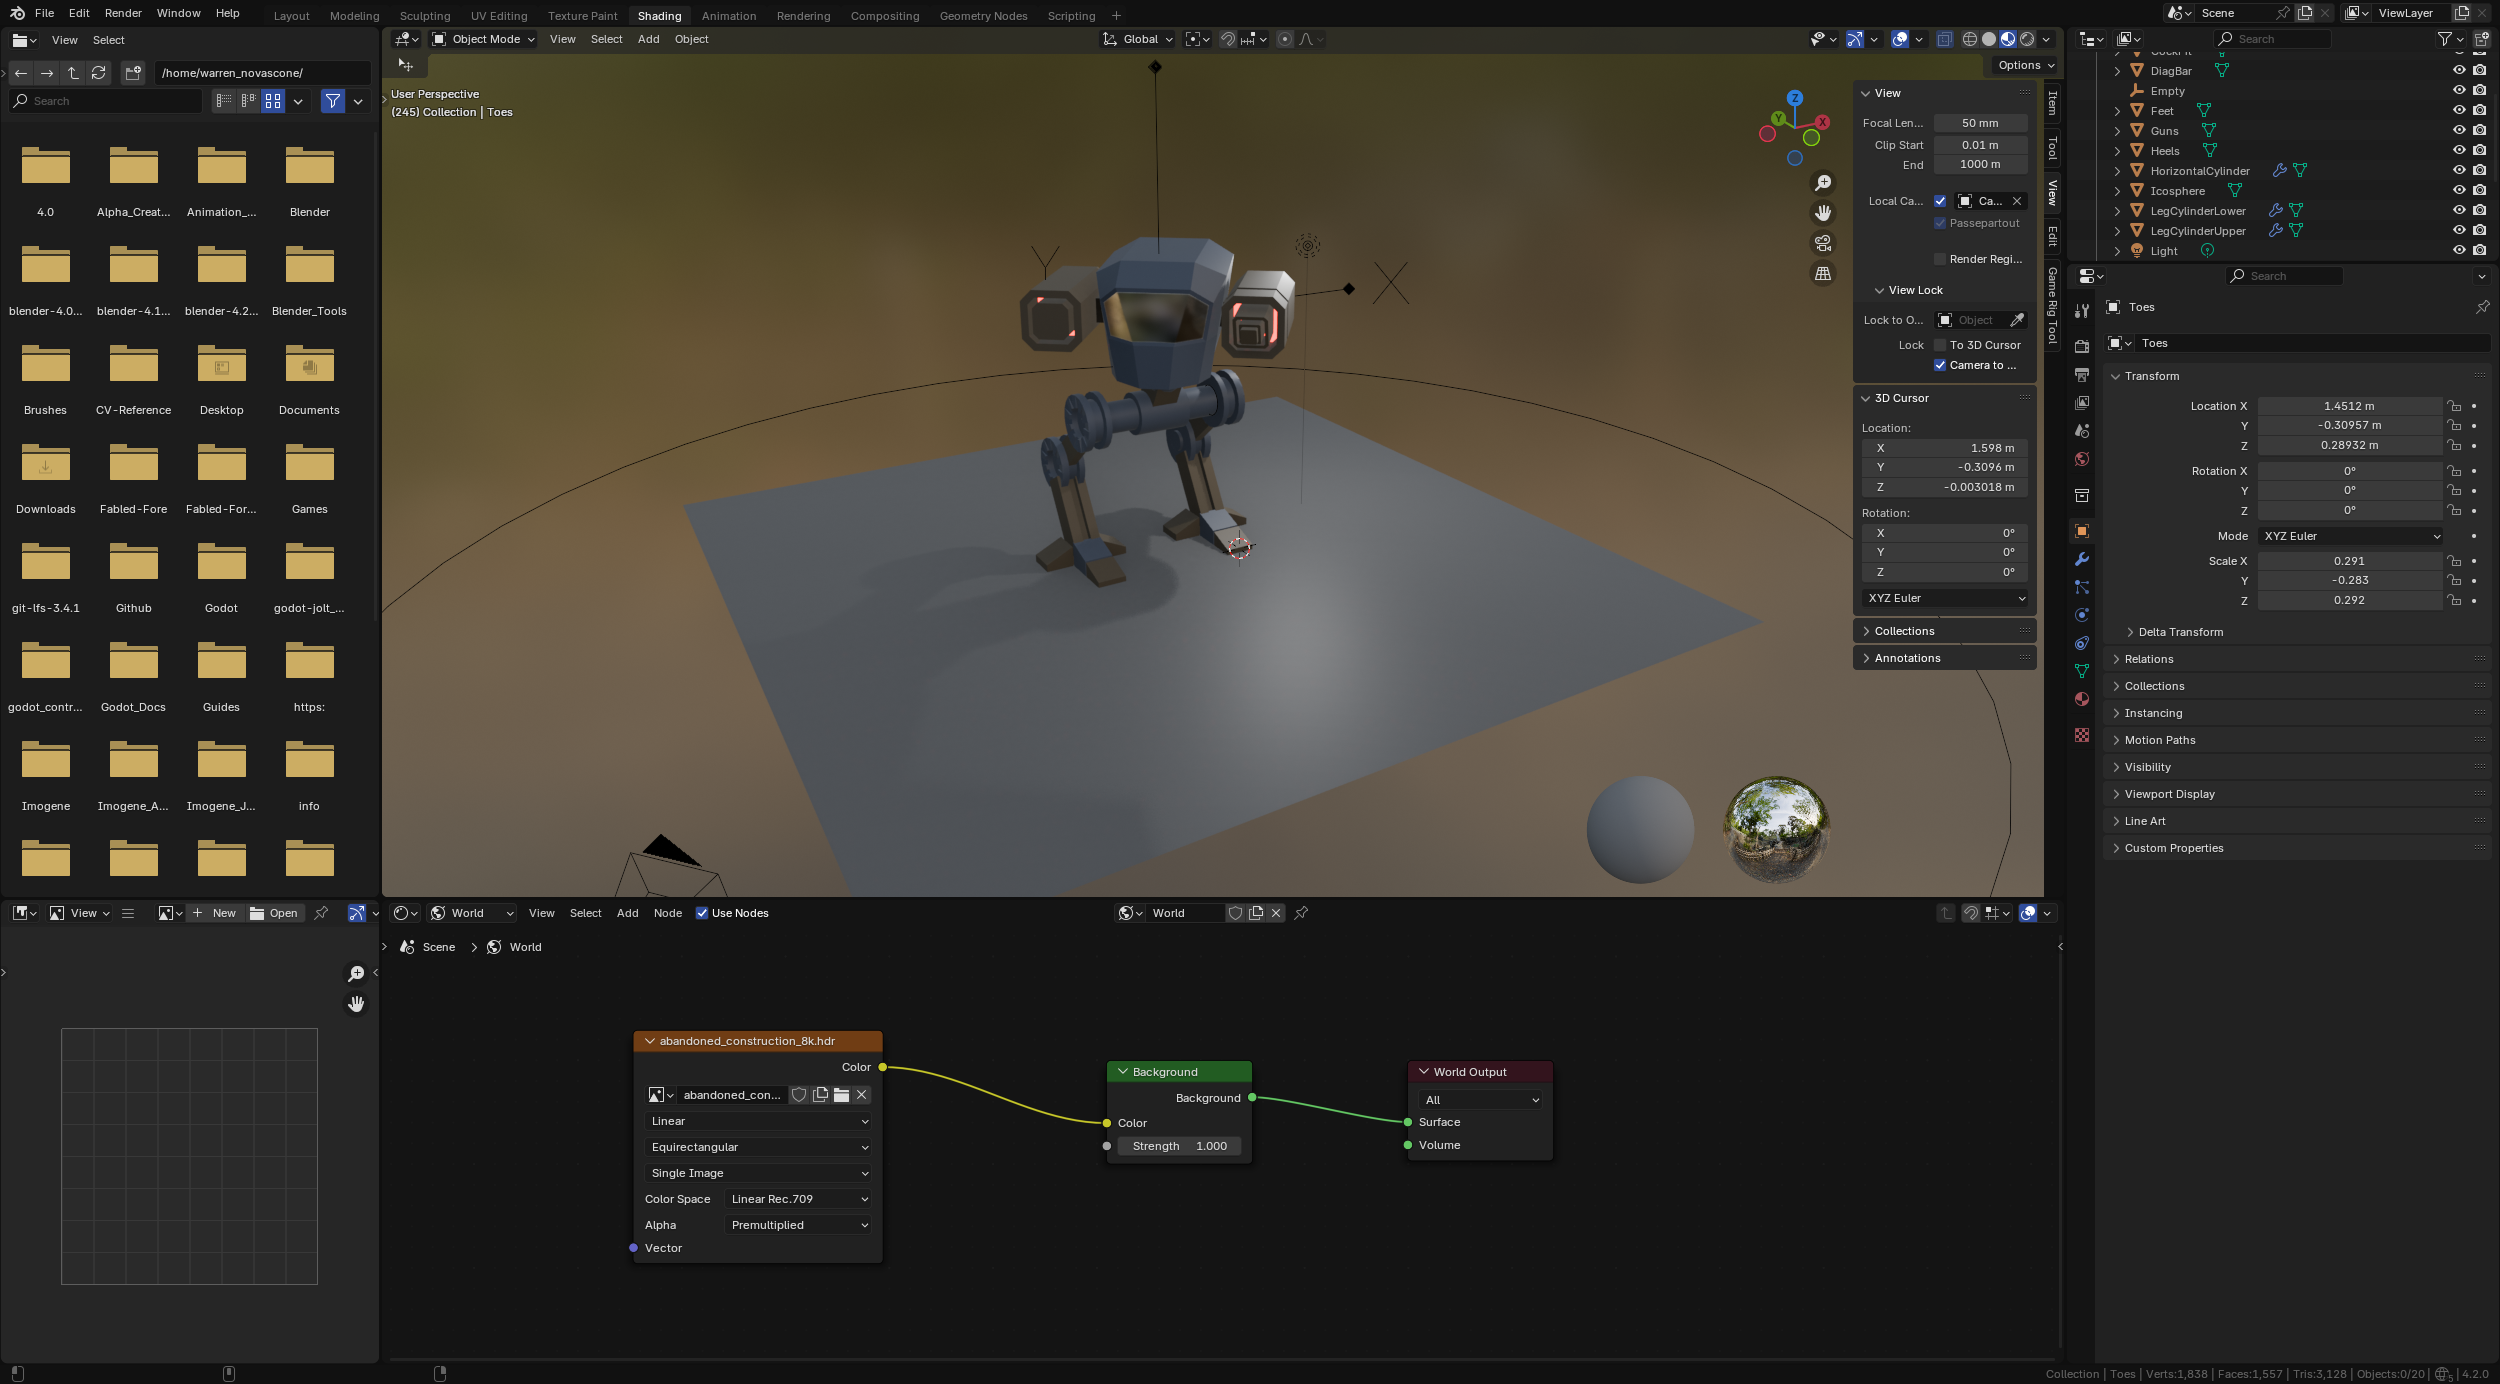 File Edit Render Window Help
Layout Modeling Sculpting UV Editing Texture Paint Shading Animation Rendering Compositing Geometry Nodes Scripting +
Scene
ViewLayer
View Select
/home/warren_novascone/
Search
4.0 Alpha_Creat... Animation_... Blender
blender-4.0... blender-4.1... blender-4.2... Blender_Tools
Brushes CV-Reference Desktop Documents
Downloads Fabled-Fore Fabled-For... Games
git-lfs-3.4.1 Github Godot godot-jolt_...
godot_contr... Godot_Docs Guides https:
Imogene Imogene_A... Imogene_J... info
Object Mode View Select Add Object
Global
Options
User Perspective
(245) Collection | Toes
Z
Y
X
View
Focal Len... 50 mm
Clip Start 0.01 m
End 1000 m
Local Ca... Ca...
Passepartout
Render Regi...
View Lock
Lock to O... Object
Lock To 3D Cursor
Camera to ...
3D Cursor
Location:
X 1.598 m
Y -0.3096 m
Z -0.003018 m
Rotation:
X 0°
Y 0°
Z 0°
XYZ Euler
Collections
Annotations
Item
Tool
View
Edit
Game Rig Tool
Search
DiagBar
Empty
Feet
Guns
Heels
HorizontalCylinder
Icosphere
LegCylinderLower
LegCylinderUpper
Light
Search
Toes
Toes
Transform
Location X 1.4512 m
Y -0.30957 m
Z 0.28932 m
Rotation X 0°
Y 0°
Z 0°
Mode XYZ Euler
Scale X 0.291
Y -0.283
Z 0.292
Delta Transform
Relations
Collections
Instancing
Motion Paths
Visibility
Viewport Display
Line Art
Custom Properties
View
New
Open
World View Select Add Node Use Nodes
World
Scene > World
abandoned_construction_8k.hdr
Color
abandoned_con...
Linear
Equirectangular
Single Image
Color Space Linear Rec.709
Alpha Premultiplied
Vector
Background
Background
Color
Strength 1.000
World Output
All
Surface
Volume
Collection | Toes | Verts:1,838 | Faces:1,557 | Tris:3,128 | Objects:0/20 | 4.2.0